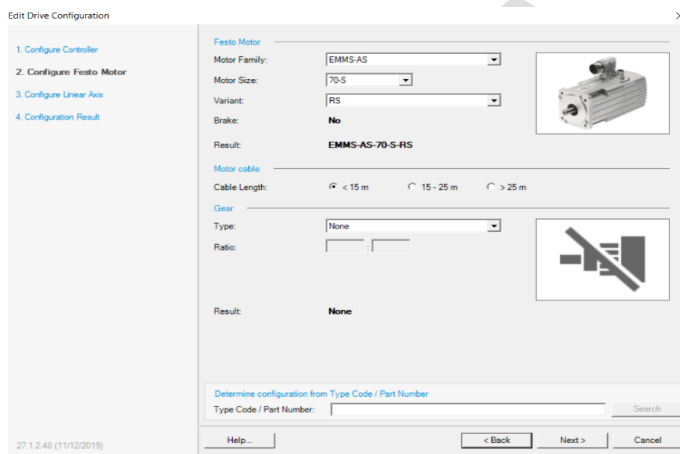 Edit Drive Configuration
1. Configure Controller
2. Configure Festo Motor
3. Configure Linear Axis
4. Configuration Result
Festo Motor
Motor Family: EMMS-AS
Motor Size: 70-S
Variant: RS
Brake: No
Result: EMMS-AS-70-S-RS
Motor cable
Cable Length: < 15 m 15 - 25 m > 25 m
Gear
Type: None
Ratio: :
Result: None
Determine configuration from Type Code / Part Number
Type Code / Part Number: Search
27.1.2.48 (11/12/2019) Help... < Back Next > Cancel